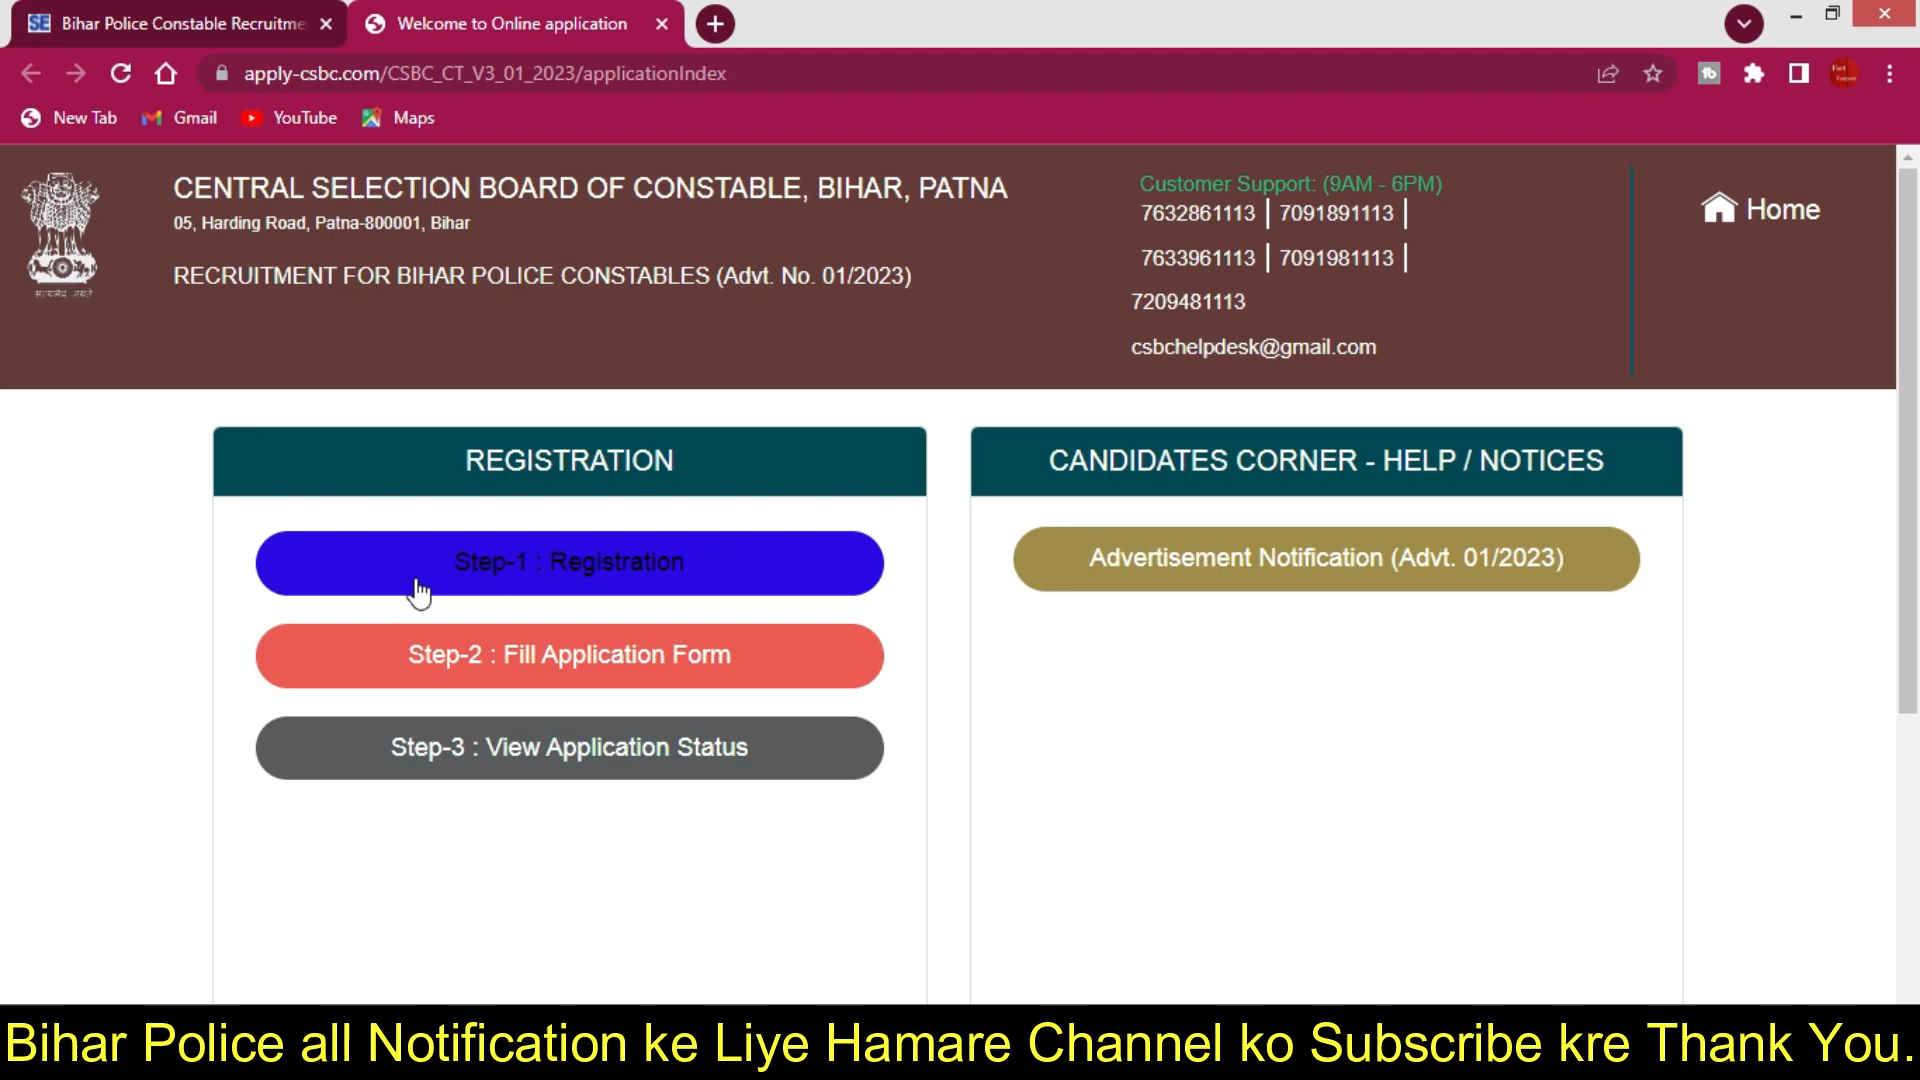 Bihar Police Constable Recruitme
Welcome to Online application
apply-csbc.com/CSBC_CT_V3_01_2023/applicationIndex
New Tab
Gmail
YouTube
Maps
CENTRAL SELECTION BOARD OF CONSTABLE, BIHAR, PATNA
05, Harding Road, Patna-800001, Bihar
RECRUITMENT FOR BIHAR POLICE CONSTABLES (Advt. No. 01/2023)
Customer Support: (9AM - 6PM)
7632861113 | 7091891113 |
7633961113 | 7091981113 |
7209481113
csbchelpdesk@gmail.com
Home
सत्यमेव जयते
REGISTRATION
Step-1 : Registration
Step-2 : Fill Application Form
Step-3 : View Application Status
CANDIDATES CORNER - HELP / NOTICES
Advertisement Notification (Advt. 01/2023)
Bihar Police all Notification ke Liye Hamare Channel ko Subscribe kre Thank You.